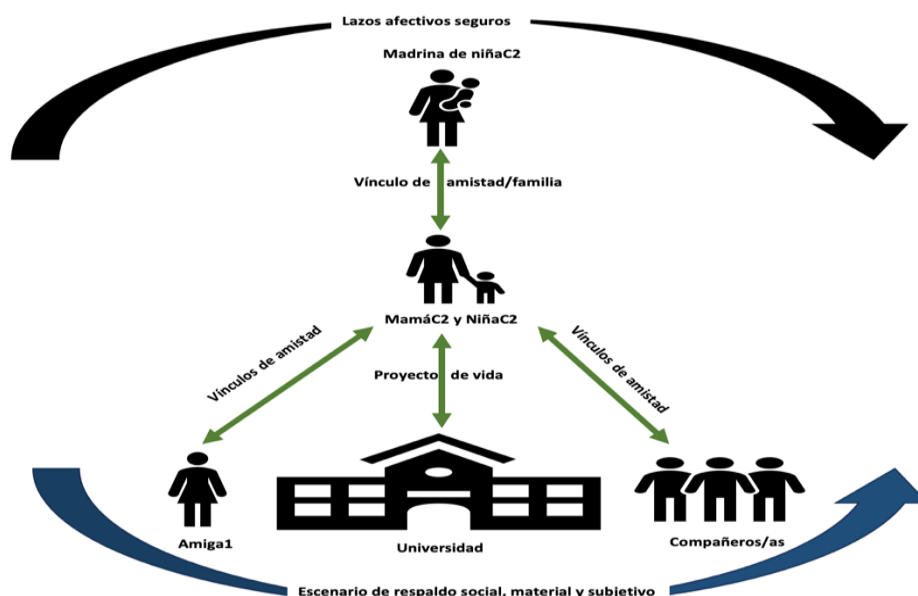 Lazos afectivos seguros
Madrina de niñaC2
Vínculo de amistad/familia
MamáC2 y NiñaC2
Vínculos de amistad
Proyecto de vida
Vínculos de amistad
Amiga1
Universidad
Compañeros/as
Escenario de respaldo social, material y subjetivo